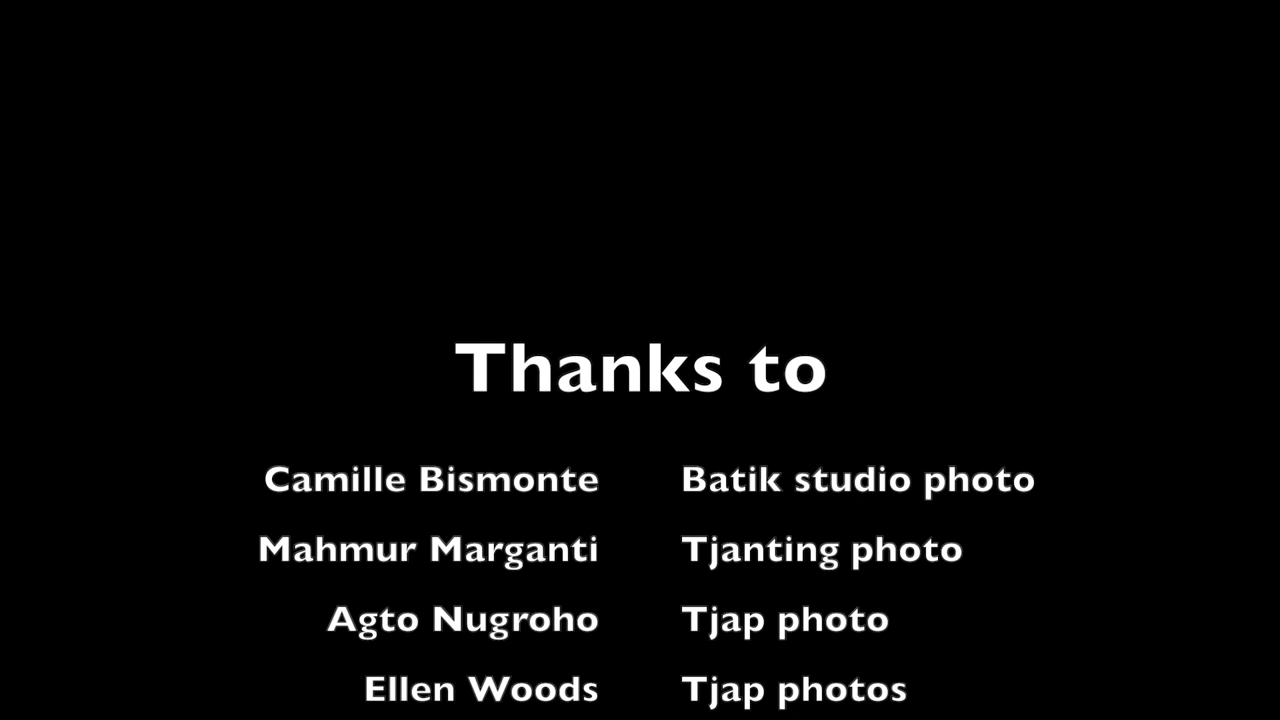 Thanks to
Camille Bismonte Batik studio photo
Mahmur Marganti Tjanting photo
Agto Nugroho Tjap photo
Ellen Woods Tjap photos